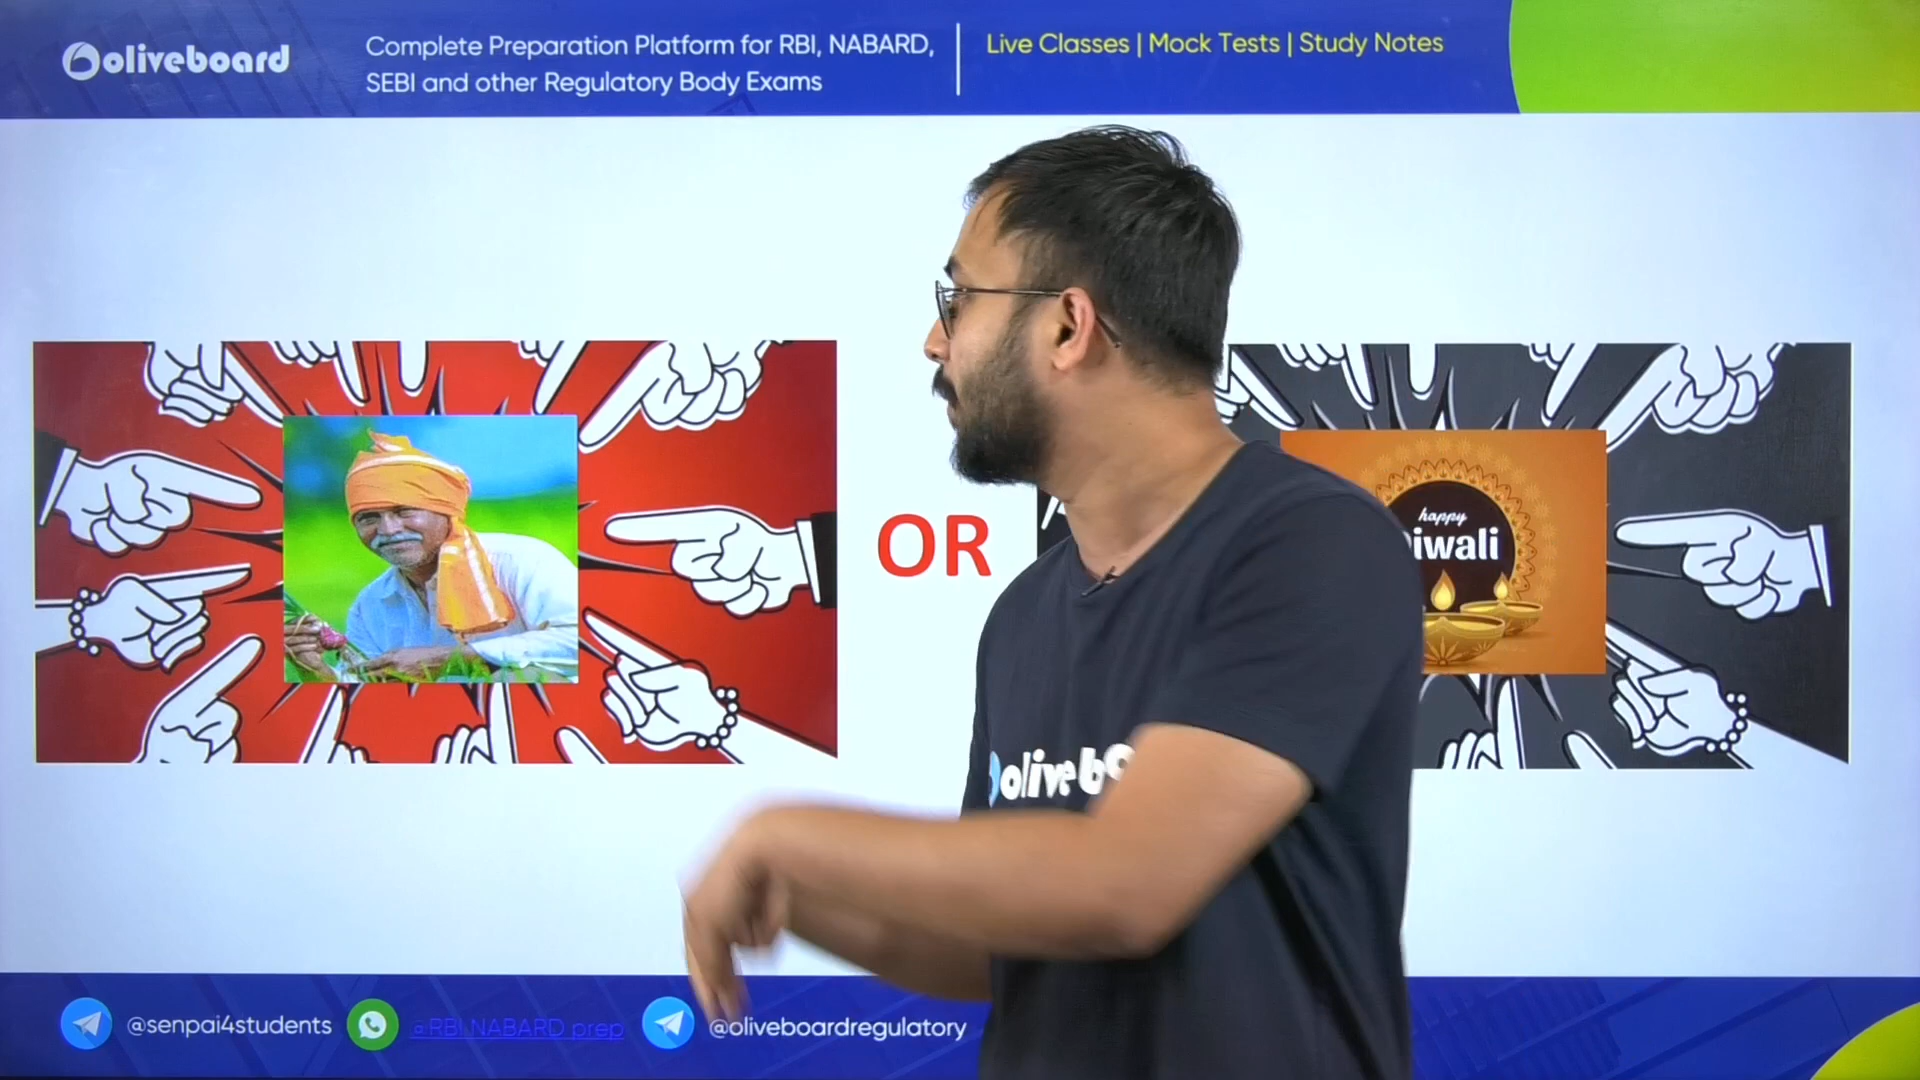 oliveboard
Complete Preparation Platform for RBI, NABARD,
SEBI and other Regulatory Body Exams
Live Classes | Mock Tests | Study Notes
OR
happy
iwali
olivebo
@senpai4students
@RBI NABARD prep
@oliveboardregulatory